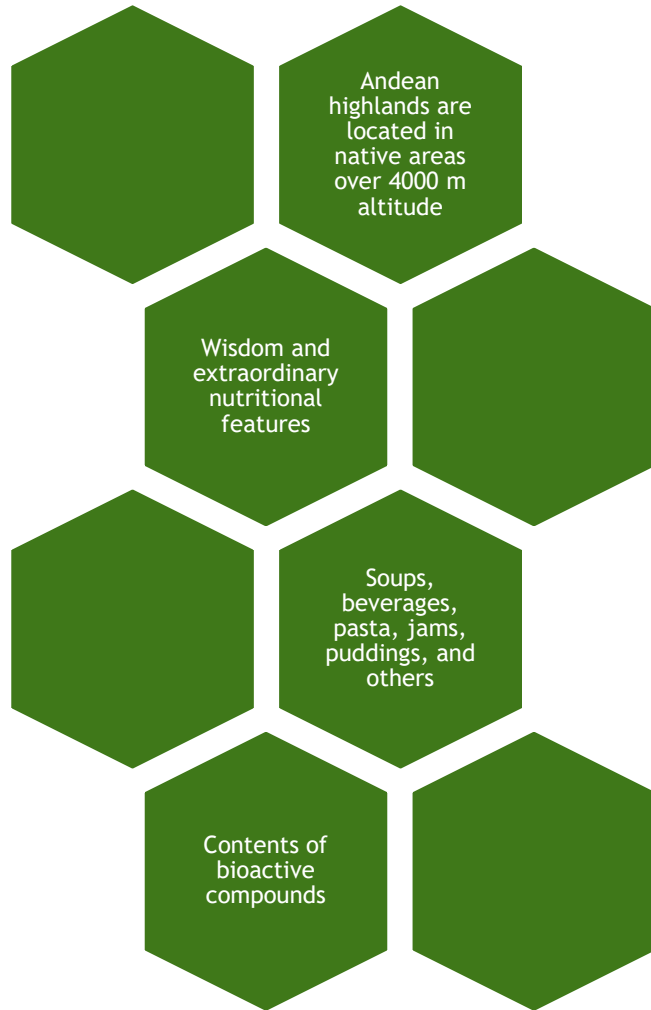 Andean
highlands are
located in
native areas
over 4000 m
altitude
Wisdom and
extraordinary
nutritional
features
Soups,
beverages,
pasta, jams,
puddings, and
others
Contents of
bioactive
compounds